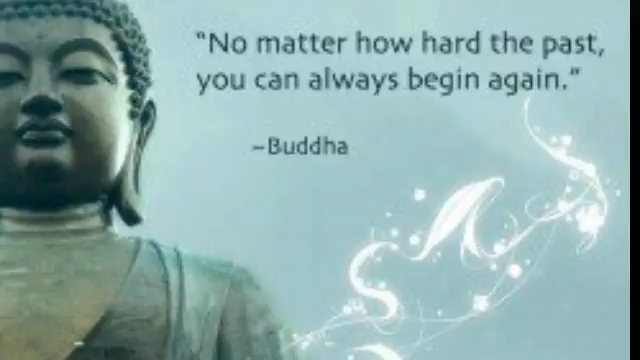 "No matter how hard the past,
you can always begin again."
~Buddha